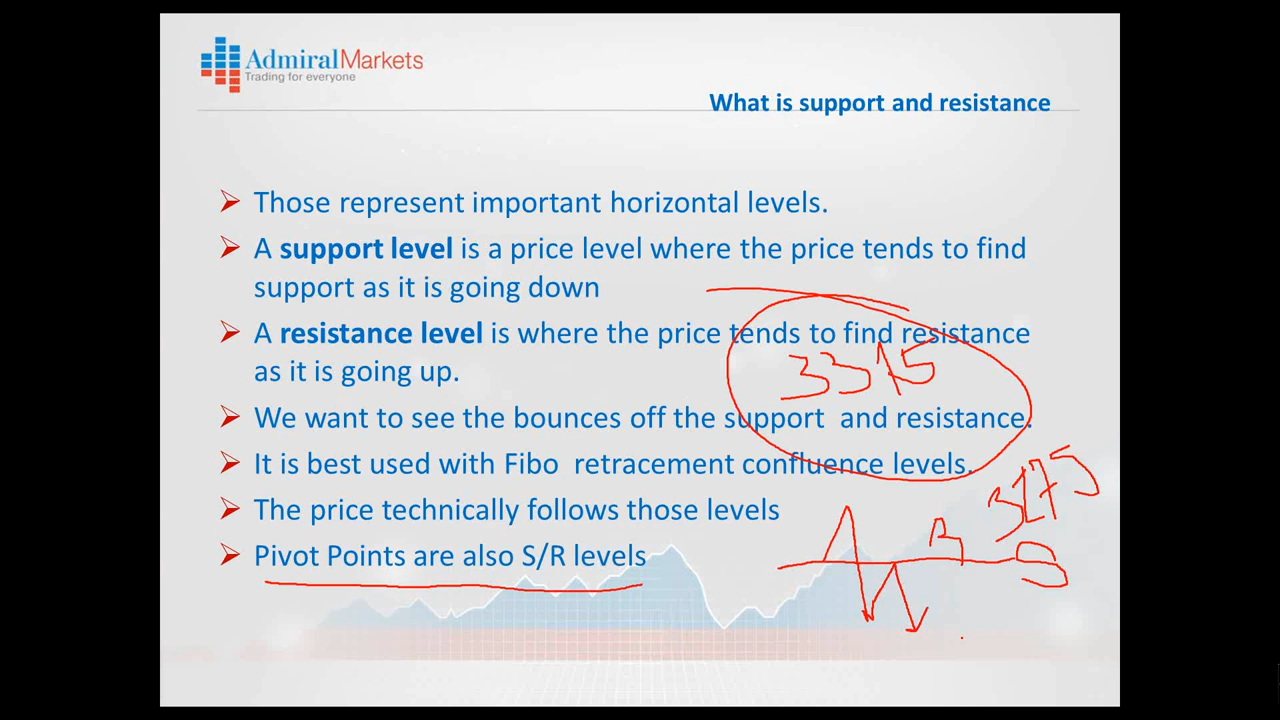 AdmiralMarkets
Trading for everyone
What is support and resistance
Those represent important horizontal levels.
A support level is a price level where the price tends to find
support as it is going down
A resistance level is where the price tends to find resistance
as it is going up.
We want to see the bounces off the support and resistance.
It is best used with Fibo retracement confluence levels.
The price technically follows those levels
Pivot Points are also S/R levels